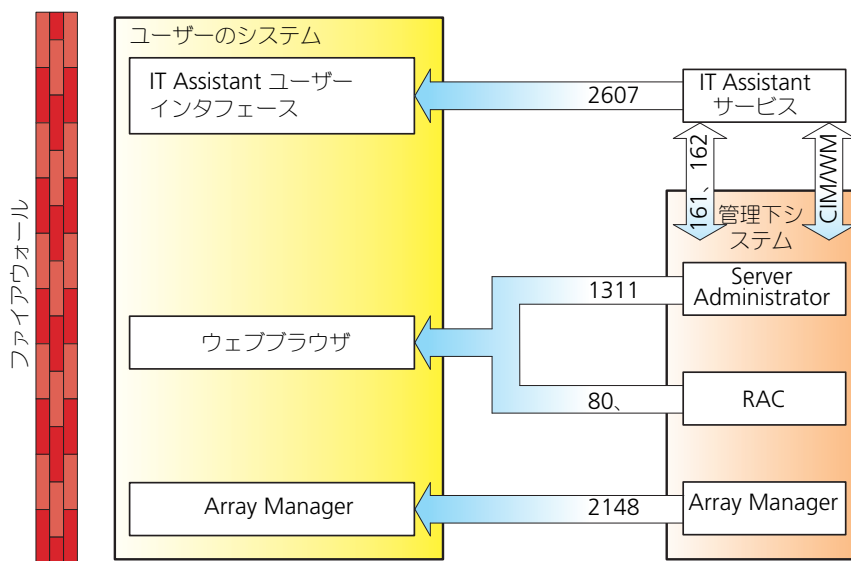 ファイアウォール
ユーザーのシステム
IT Assistant ユーザー
インタフェース
2607
IT Assistant
サービス
161、162
CIM/WM
管理下シ
ステム
1311
Server
Administrator
ウェブブラウザ
80、
RAC
Array Manager
2148
Array Manager